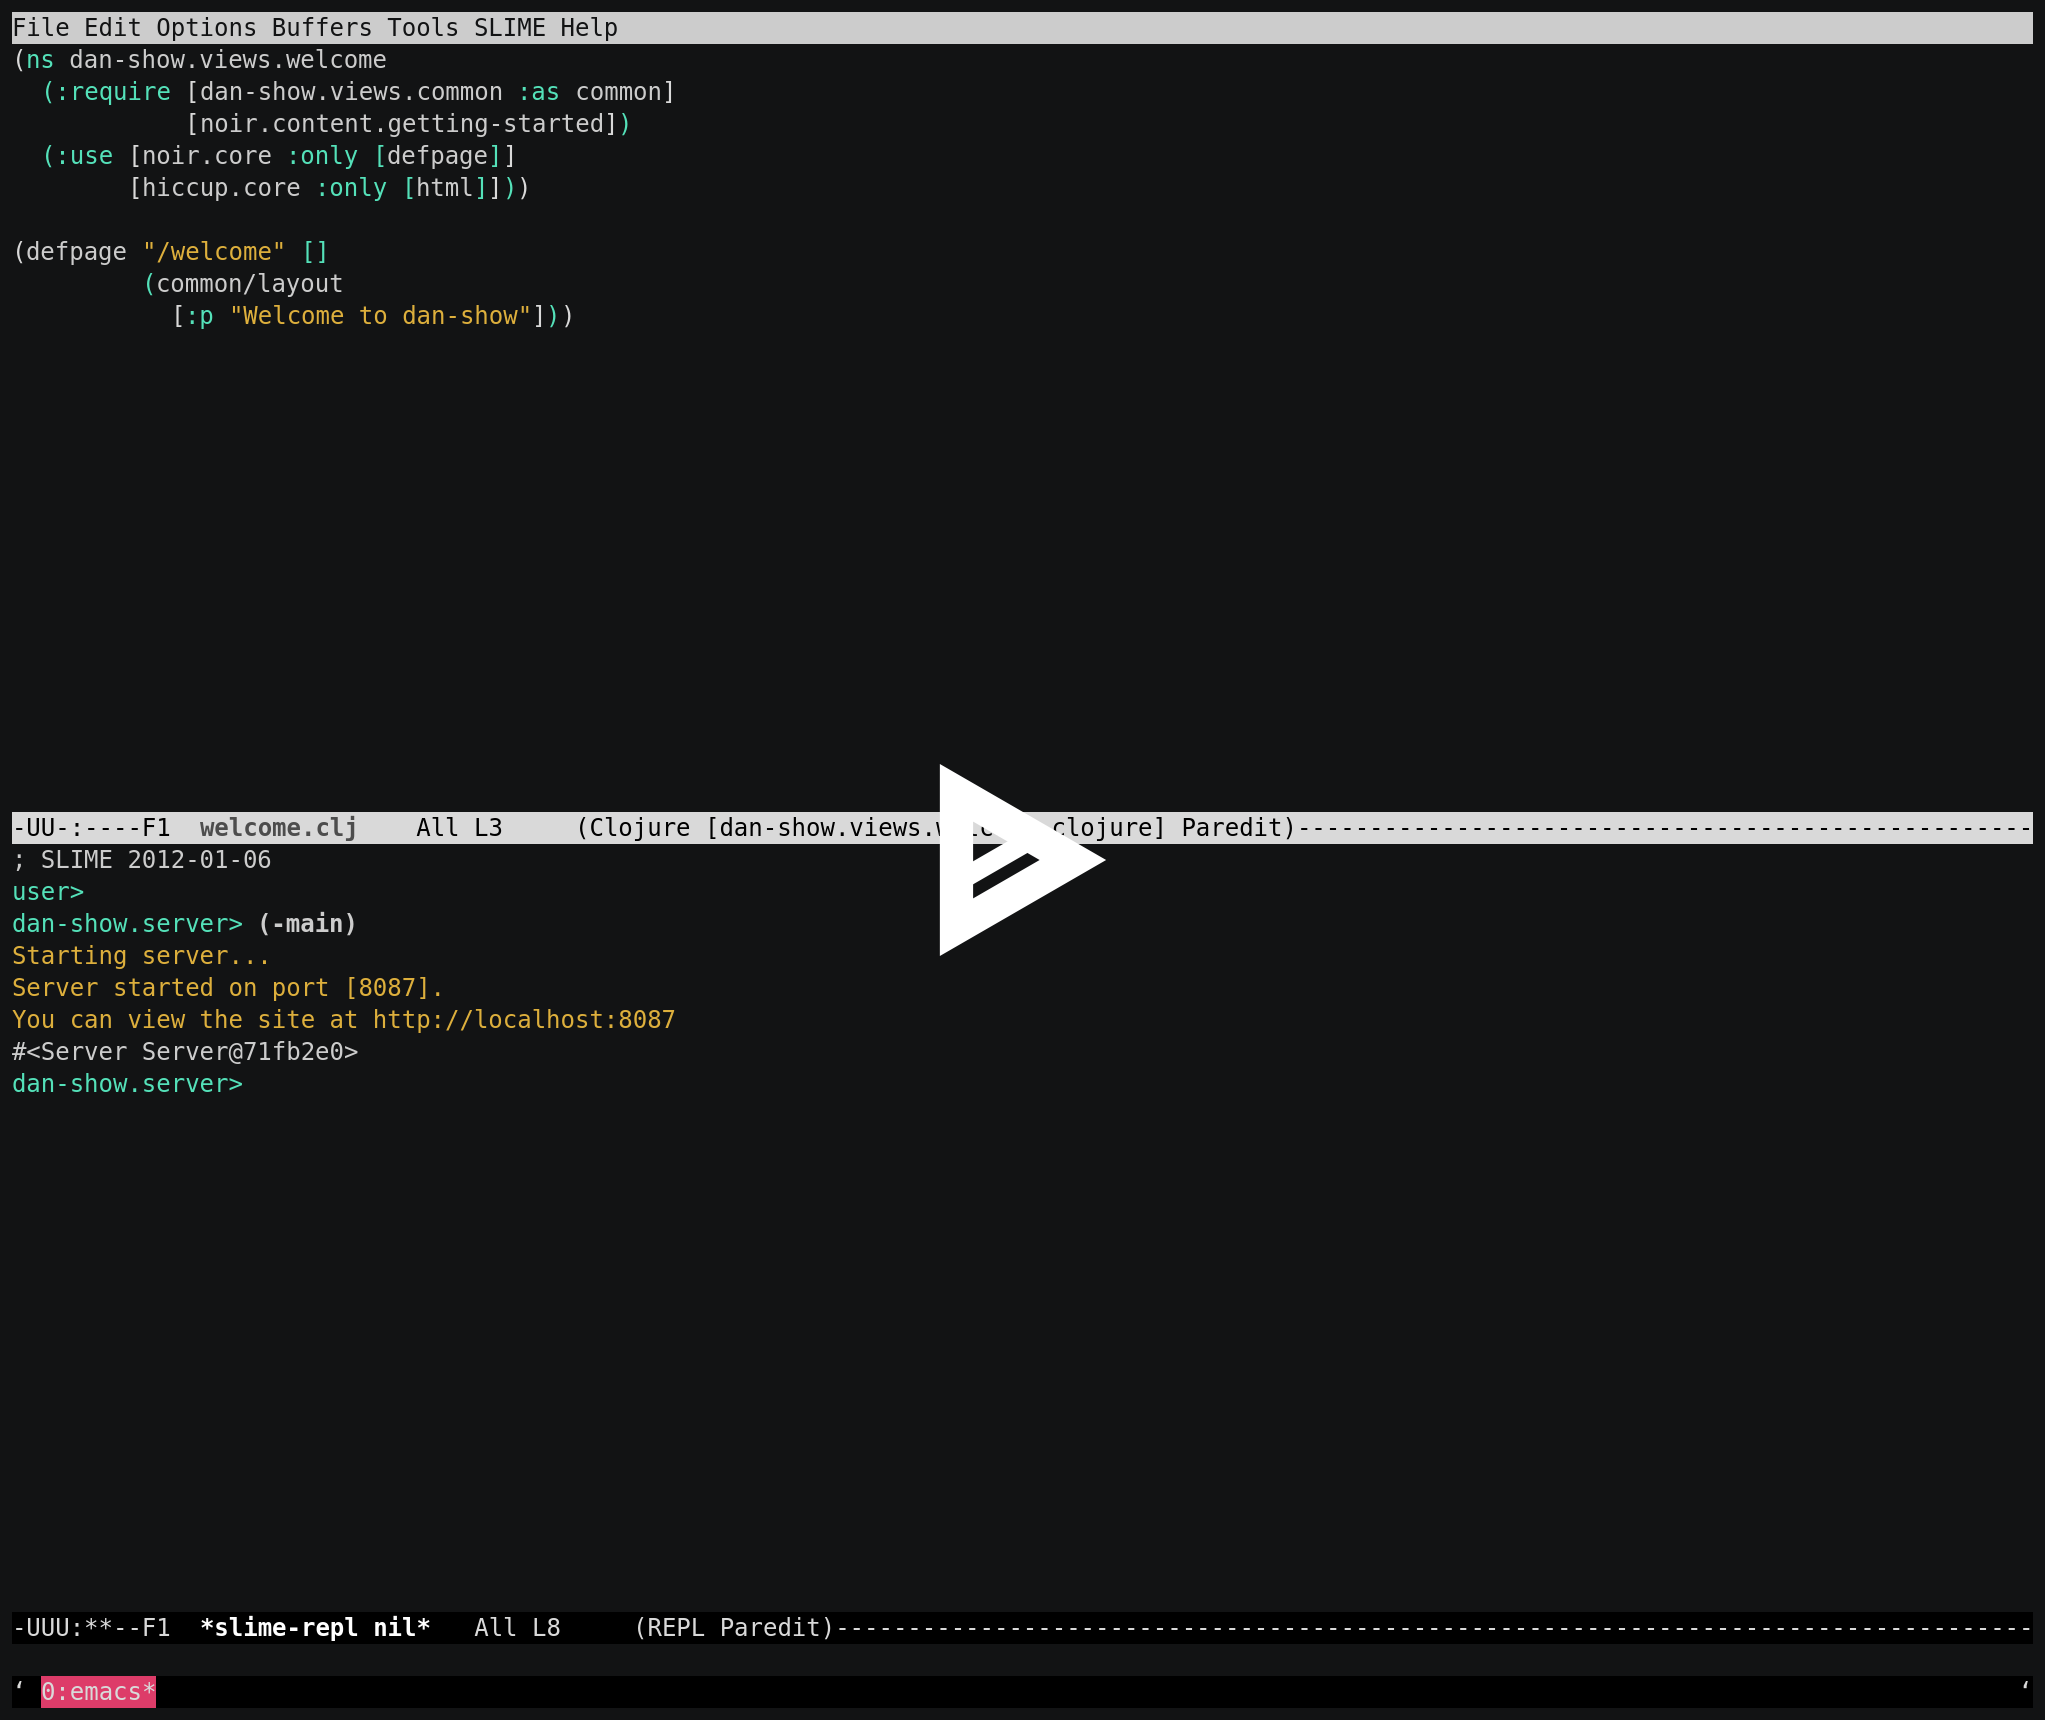 File Edit Options Buffers Tools SLIME Help
(ns dan-show.views.welcome
  (:require [dan-show.views.common :as common]
            [noir.content.getting-started])
  (:use [noir.core :only [defpage]]
        [hiccup.core :only [html]]))

(defpage "/welcome" []
         (common/layout
           [:p "Welcome to dan-show"]))
-UU-:----F1  welcome.clj    All L3     (Clojure [dan-show.views. clojure] Paredit)---------------------------------------------------
; SLIME 2012-01-06
user>
dan-show.server> (-main)
Starting server...
Server started on port [8087].
You can view the site at http://localhost:8087
#<Server Server@71fb2e0>
dan-show.server>
-UUU:**--F1  *slime-repl nil*   All L8     (REPL Paredit)-----------------------------------------------------------------------------------
‘ 0:emacs* ‘